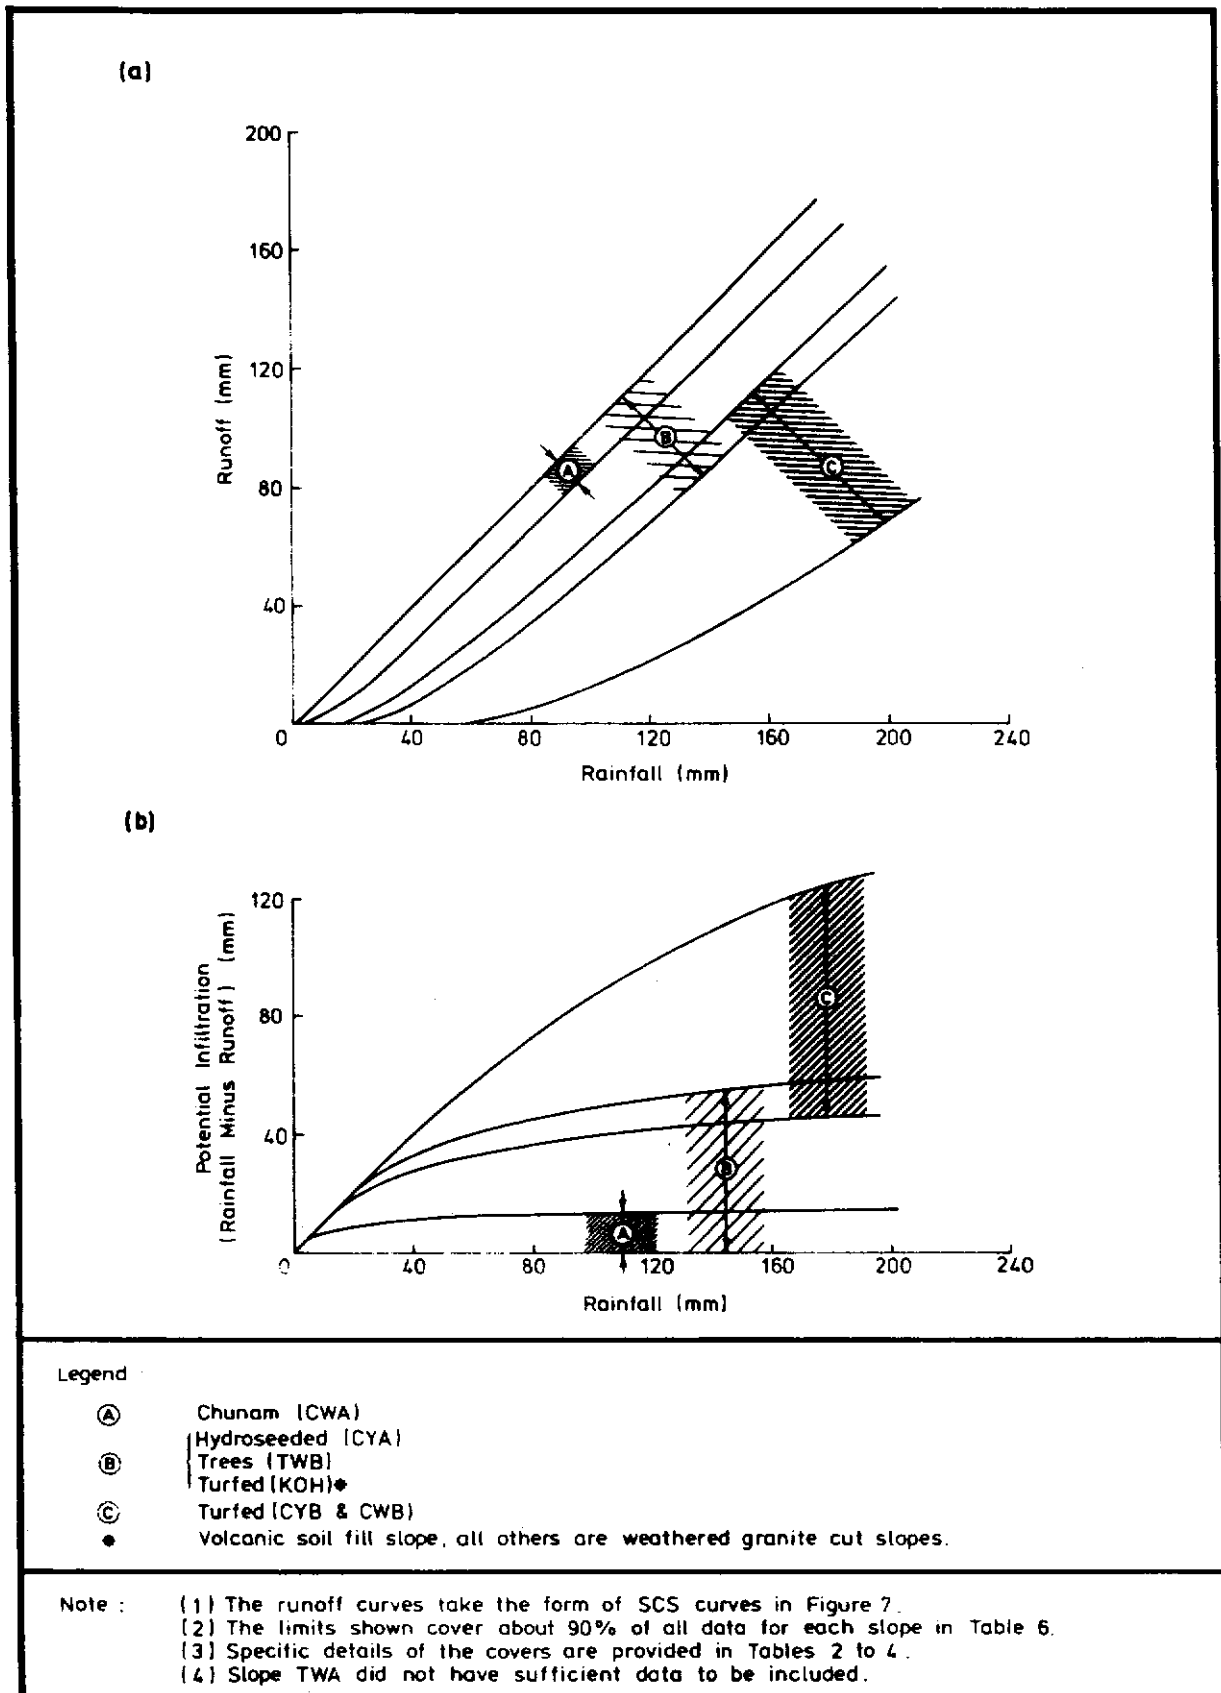 (a)
200
160
120
80
40
Runoff (mm)
A
B
C
0 40 80 120 160 200 240
Rainfall (mm)
(b)
120
80
40
Potential Infiltration
(Rainfall Minus Runoff) (mm)
C
B
A
0 40 80 120 160 200 240
Rainfall (mm)
Legend
A Chunam (CWA)
Hydroseeded (CYA)
B Trees (TWB)
Turfed (KOH)*
C Turfed (CYB & CWB)
* Volcanic soil fill slope, all others are weathered granite cut slopes.
Note : (1) The runoff curves take the form of SCS curves in Figure 7.
(2) The limits shown cover about 90% of all data for each slope in Table 6.
(3) Specific details of the covers are provided in Tables 2 to 4.
(4) Slope TWA did not have sufficient data to be included.